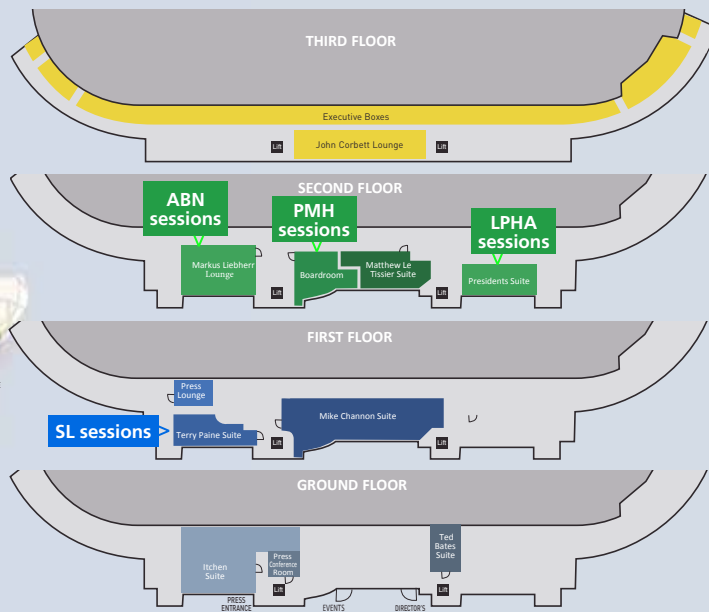 THIRD FLOOR
Executive Boxes
Lift
John Corbett Lounge
Lift
SECOND FLOOR
ABN
sessions
PMH
sessions
LPHA
sessions
Markus Liebherr
Lounge
Lift
Boardroom
Matthew Le
Tissier Suite
Lift
Presidents Suite
FIRST FLOOR
Press
Lounge
SL sessions
Terry Paine Suite
Lift
Mike Channon Suite
Lift
GROUND FLOOR
Itchen
Suite
Press
Conference
Room
Lift
Ted
Bates
Suite
Lift
PRESS
ENTRANCE
EVENTS
DIRECTOR'S